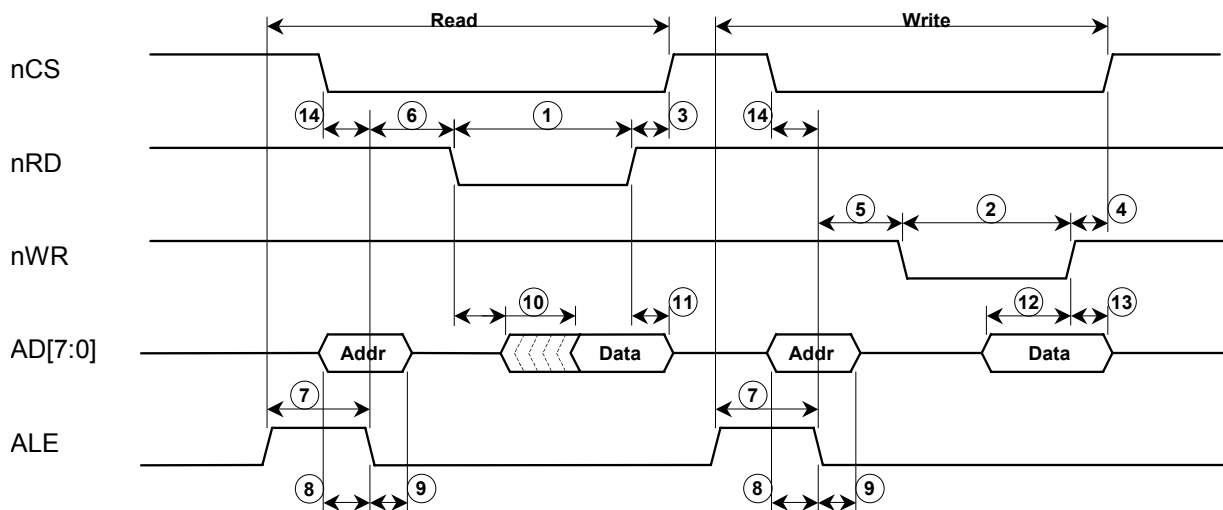 Read Write
nCS
14 6 1 3 14
nRD
5 2 4
nWR
10 11 12 13
AD[7:0] Addr Data Addr Data
7 7
ALE
8 9 8 9